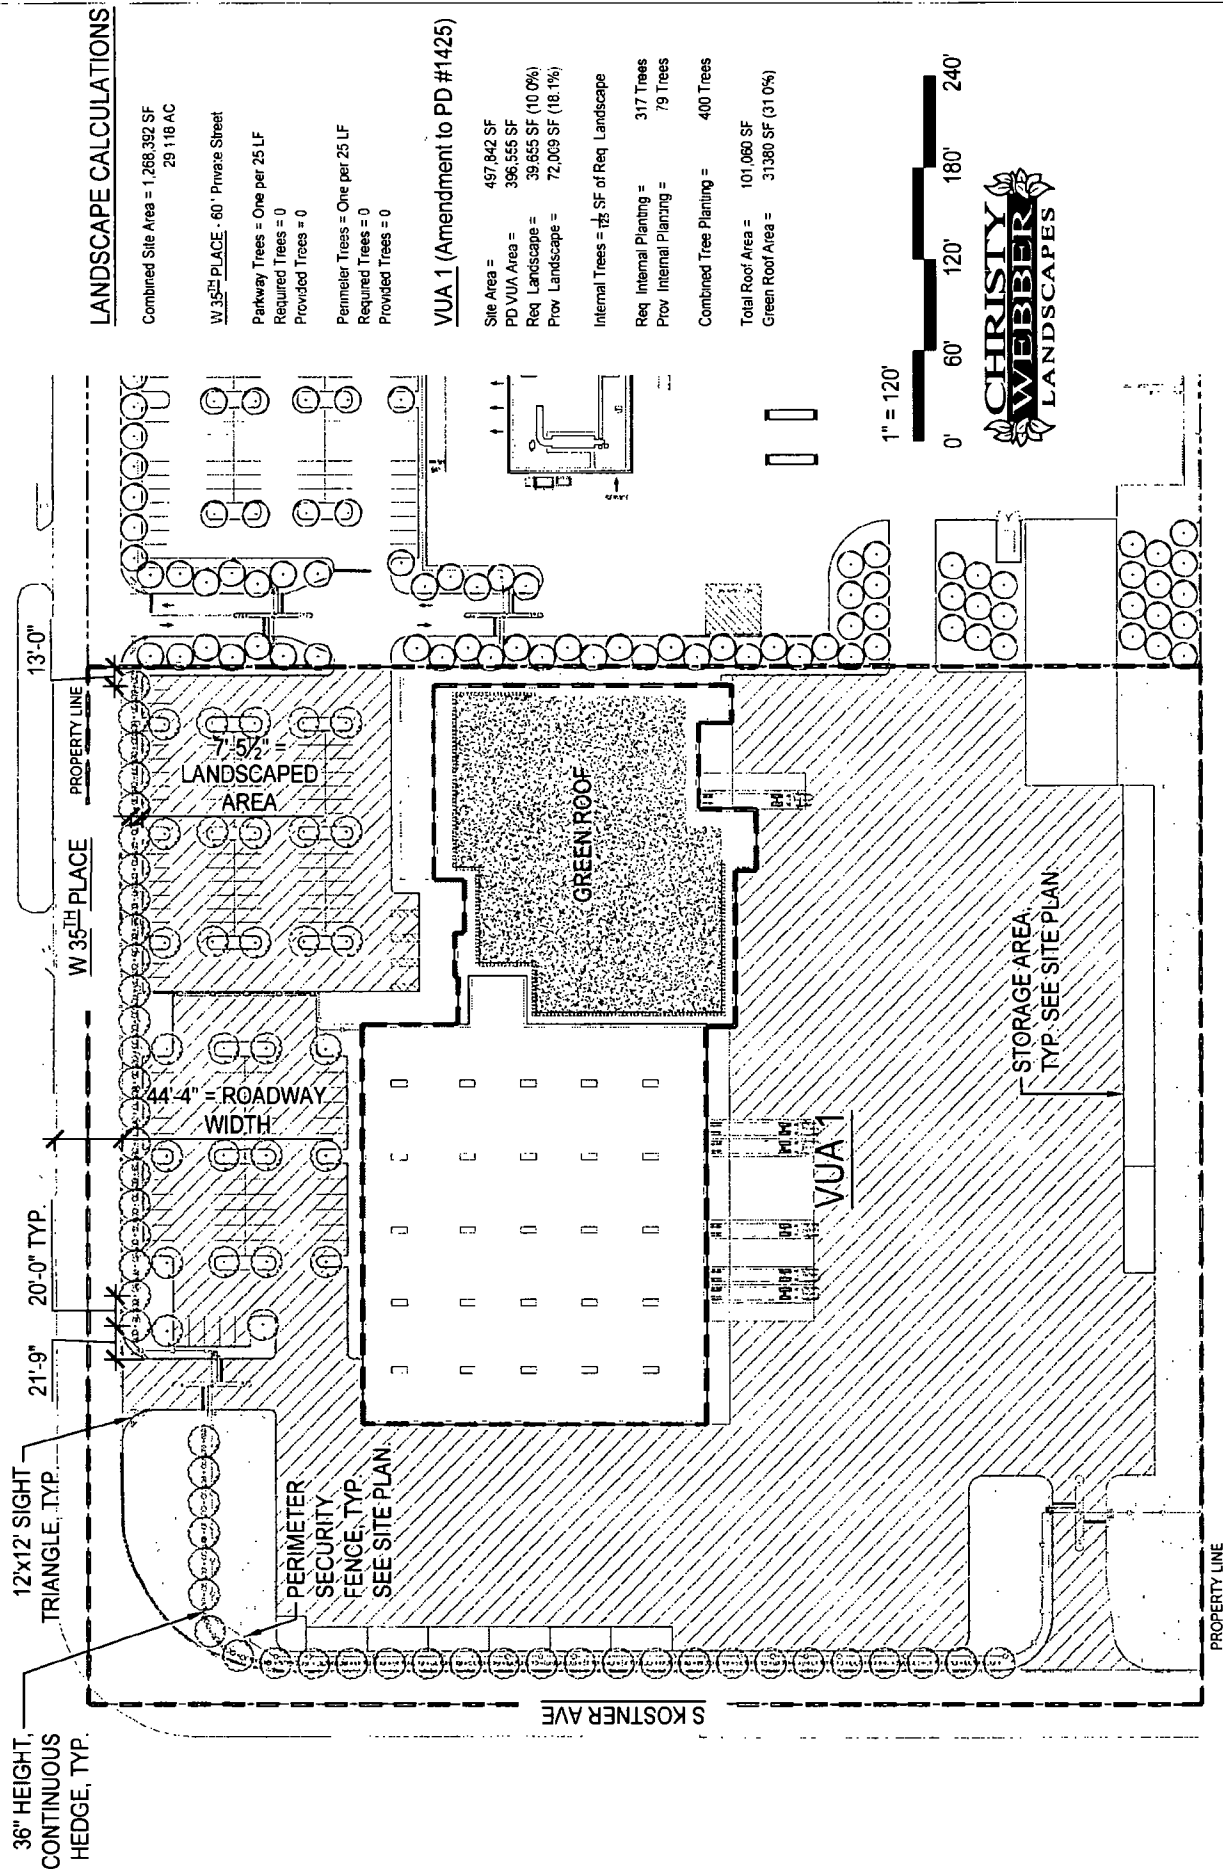 LANDSCAPE CALCULATIONS
Combined Site Area = 1,268,392 SF
29 118 AC
W 35TH PLACE - 60' Private Street
Parkway Trees = One per 25 LF
Required Trees = 0
Provided Trees = 0
Perimeter Trees = One per 25 LF
Required Trees = 0
Provided Trees = 0
VUA 1 (Amendment to PD #1425)
Site Area = 497,842 SF
PD VUA Area = 396,555 SF
Req Landscape = 39,655 SF (10 0%)
Prov Landscape = 72,009 SF (18.1%)
Internal Trees = 1/125 SF of Req Landscape
Req Internal Planting = 317 Trees
Prov Internal Planting = 79 Trees
Combined Tree Planting = 400 Trees
Total Roof Area = 101,060 SF
Green Roof Area = 31380 SF (31 0%)
1" = 120'
0' 60' 120' 180' 240'
CHRISTY
WEBBER
LANDSCAPES
36" HEIGHT,
CONTINUOUS
HEDGE, TYP.
12'x12' SIGHT
TRIANGLE, TYP.
21'-9"
20'-0" TYP.
13'-0"
W 35TH PLACE
PROPERTY LINE
44'-4" = ROADWAY
WIDTH
7'-5½" =
LANDSCAPED
AREA
PERIMETER
SECURITY
FENCE, TYP.
SEE SITE PLAN
GREEN ROOF
VUA 1
STORAGE AREA,
TYP. SEE SITE PLAN
S KOSTNER AVE
PROPERTY LINE